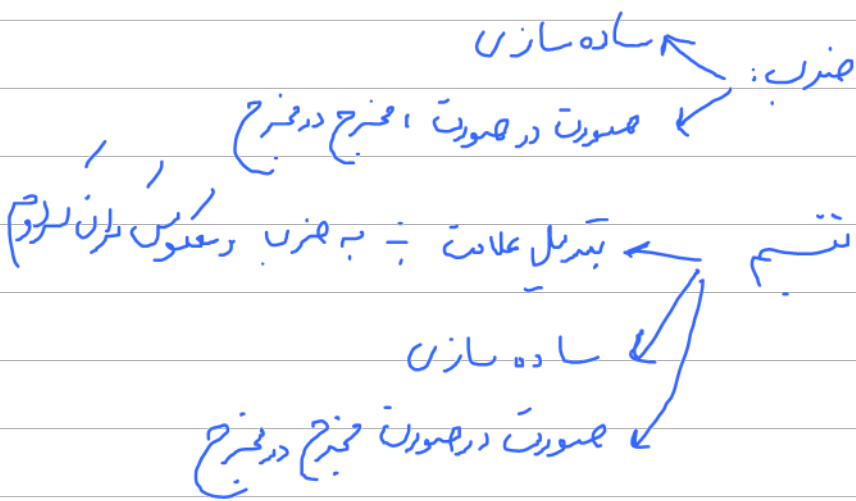 ضرب: ساده سازی
صورت در صورت، مخرج در مخرج
تقسیم تبدیل علامت ÷ به ضرب و معکوس کردن کسر دوم
ساده سازی
صورت در صورت مخرج در مخرج